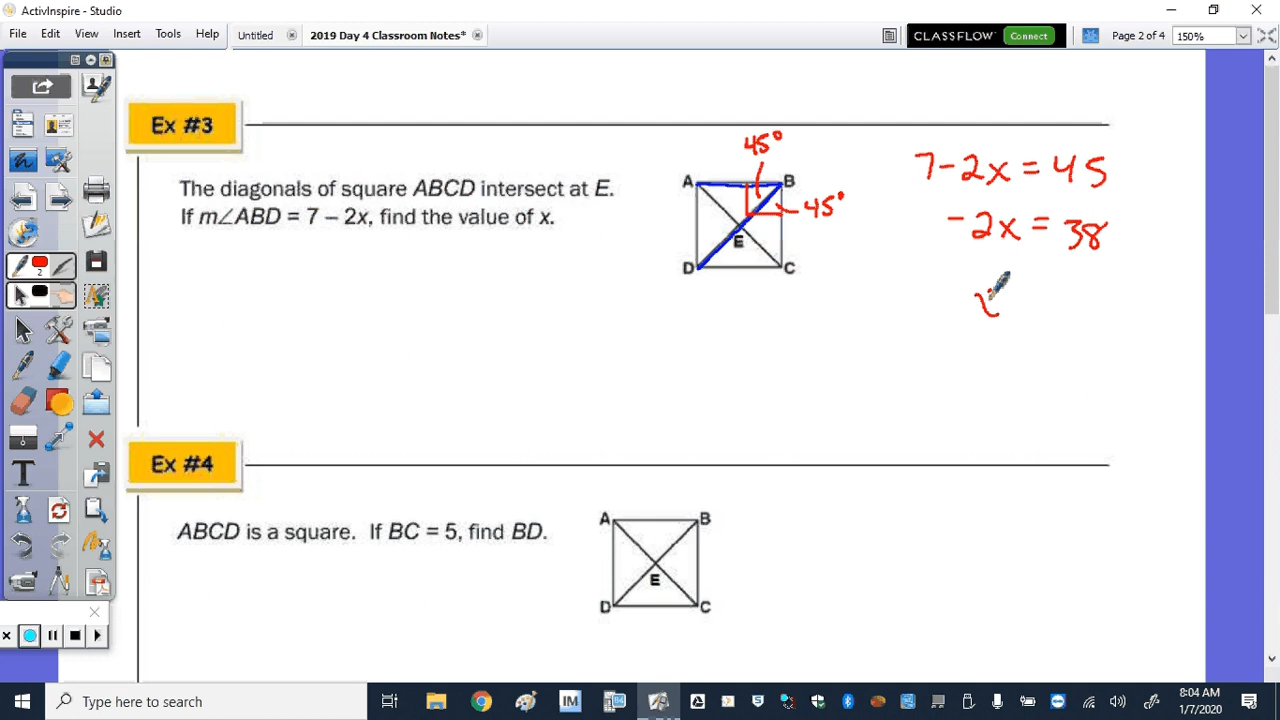 ActivInspire - Studio
File Edit View Insert Tools Help
Untitled
2019 Day 4 Classroom Notes*
CLASSFLOW Connect
Page 2 of 4
150%
Ex #3
The diagonals of square ABCD intersect at E.
If m∠ABD = 7 – 2x, find the value of x.
45°
A B
45°
E
D C
7-2x = 45
-2x = 38
2
T
Ex #4
ABCD is a square. If BC = 5, find BD.
A B
E
D C
Type here to search
IM
8:04 AM
1/7/2020